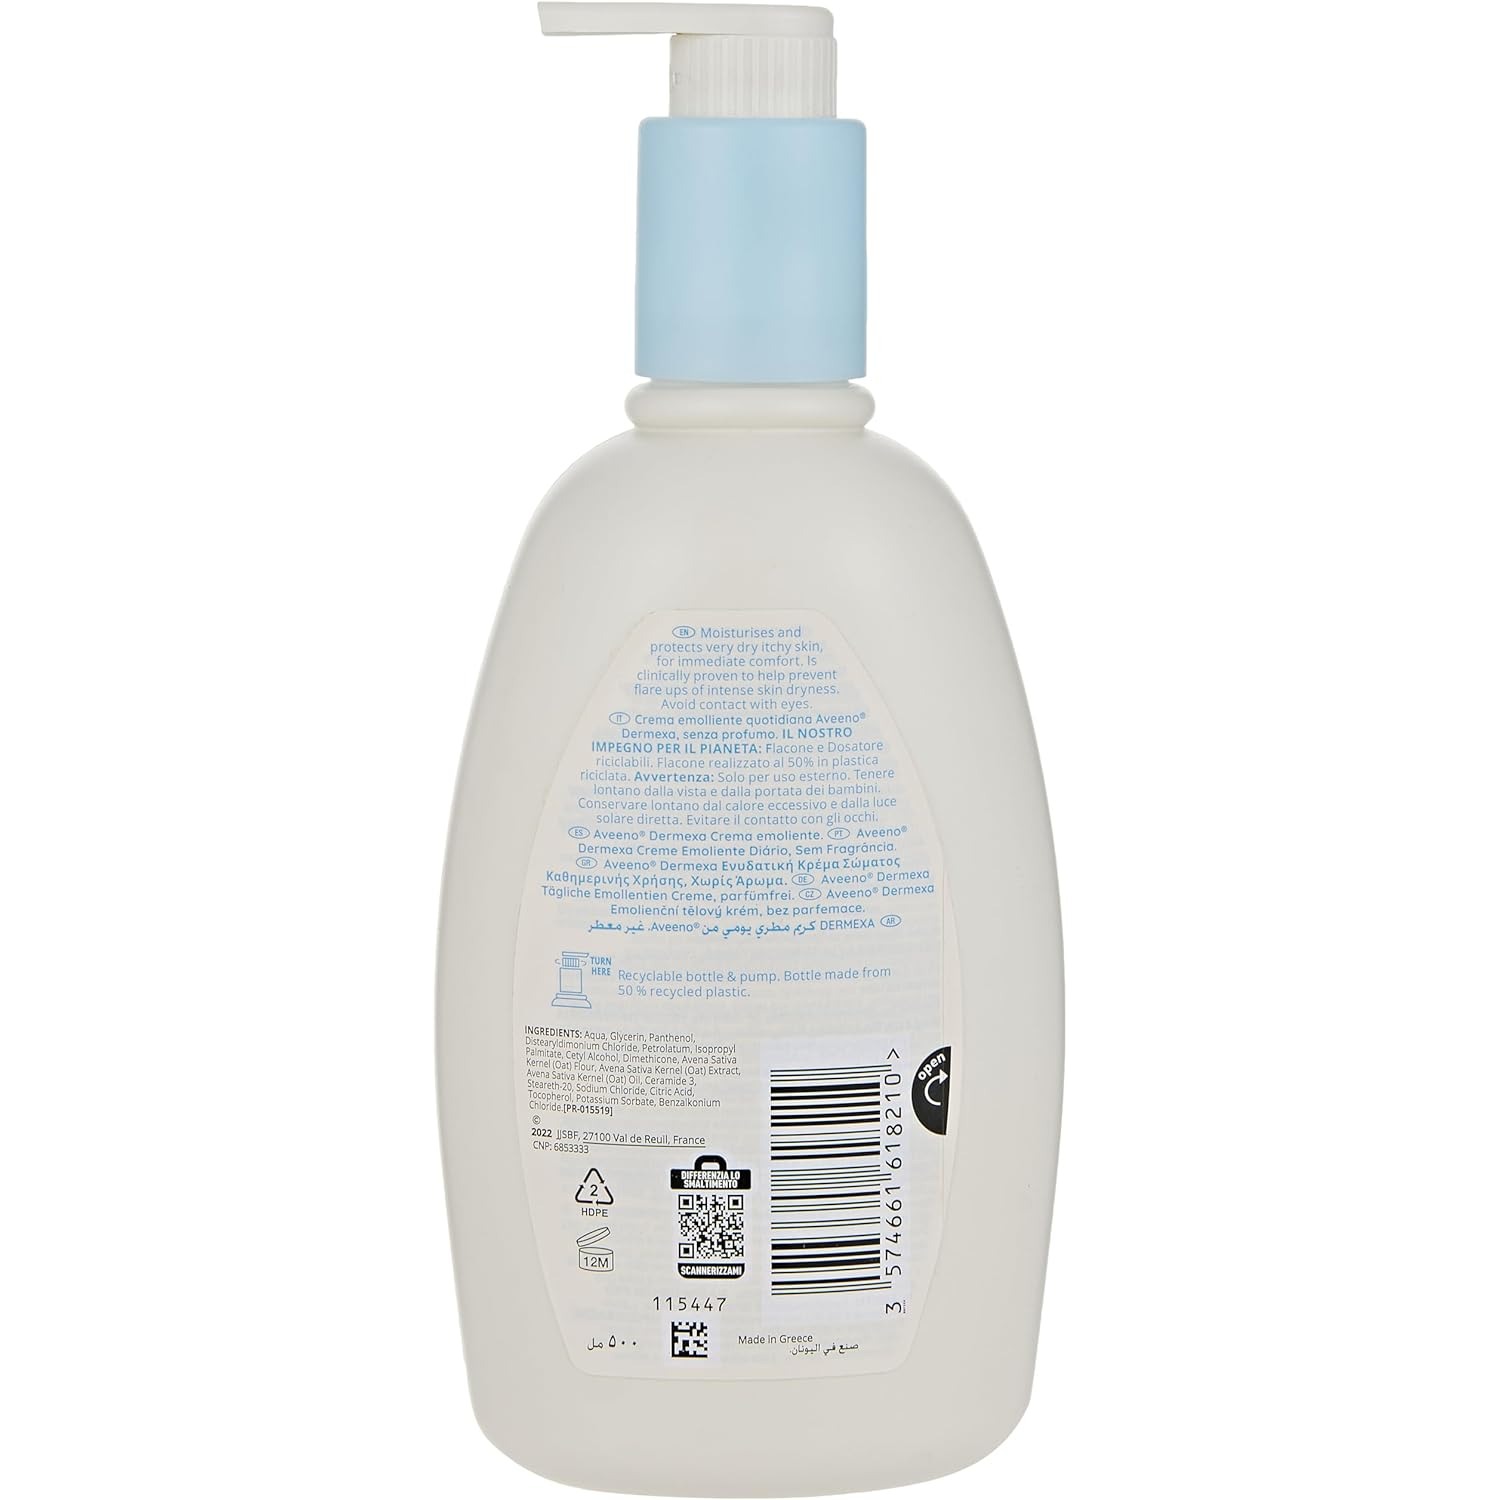 EN Moisturises and
protects very dry itchy skin,
for immediate comfort. Is
clinically proven to help prevent
flare ups of intense skin dryness.
Avoid contact with eyes.
IT Crema emolliente quotidiana Aveeno®
Dermexa, senza profumo. IL NOSTRO
IMPEGNO PER IL PIANETA: Flacone e Dosatore
riciclabili. Flacone realizzato al 50% in plastica
riciclata. Avvertenza: Solo per uso esterno. Tenere
lontano dalla vista e dalla portata dei bambini.
Conservare lontano dal calore eccessivo e dalla luce
solare diretta. Evitare il contatto con gli occhi.
ES Aveeno® Dermexa Crema emoliente. PT Aveeno®
Dermexa Creme Emoliente Diário, Sem Fragrância.
GR Aveeno® Dermexa Ενυδατική Κρέμα Σώματος
Καθημερινής Χρήσης, Χωρίς Άρωμα. DE Aveeno® Dermexa
Tägliche Emollentien Creme, parfümfrei. CZ Aveeno® Dermexa
Emolienční tělový krém, bez parfemace.
AR DERMEXA كريم مطري يومي من Aveeno®، غير معطر
TURN
HERE
Recyclable bottle & pump. Bottle made from
50 % recycled plastic.
INGREDIENTS: Aqua, Glycerin, Panthenol,
Distearyldimonium Chloride, Petrolatum, Isopropyl
Palmitate, Cetyl Alcohol, Dimethicone, Avena Sativa
Kernel (Oat) Flour, Avena Sativa Kernel (Oat) Extract,
Avena Sativa Kernel (Oat) Oil, Ceramide 3,
Steareth-20, Sodium Chloride, Citric Acid,
Tocopherol, Potassium Sorbate, Benzalkonium
Chloride.[PR-015519]
©
2022 JJSBF, 27100 Val de Reuil, France
CNP: 6853333
open
3 574661 618210 >
2
HDPE
12M
DIFFERENZIA LO
SMALTIMENTO
SCANNERIZZAMI
115447
٥٠٠ مل
Made in Greece
صنع في اليونان.